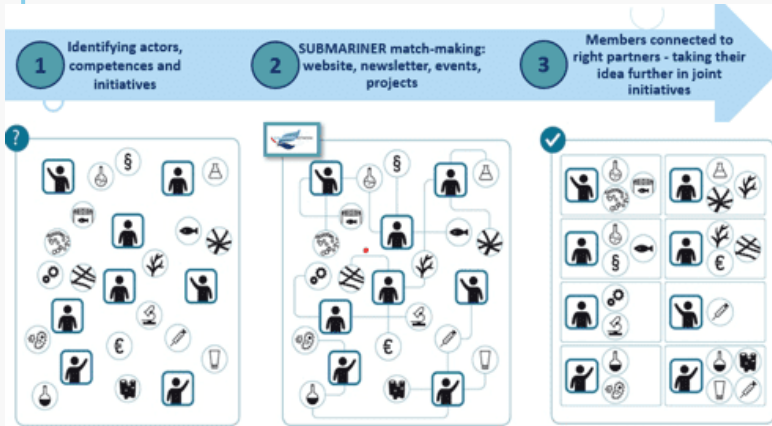 1
Identifying actors,
competences and
initiatives
2
SUBMARINER match-making:
website, newsletter, events,
projects
3
Members connected to
right partners - taking their
idea further in joint
initiatives
?
§
€
§
€
§
€